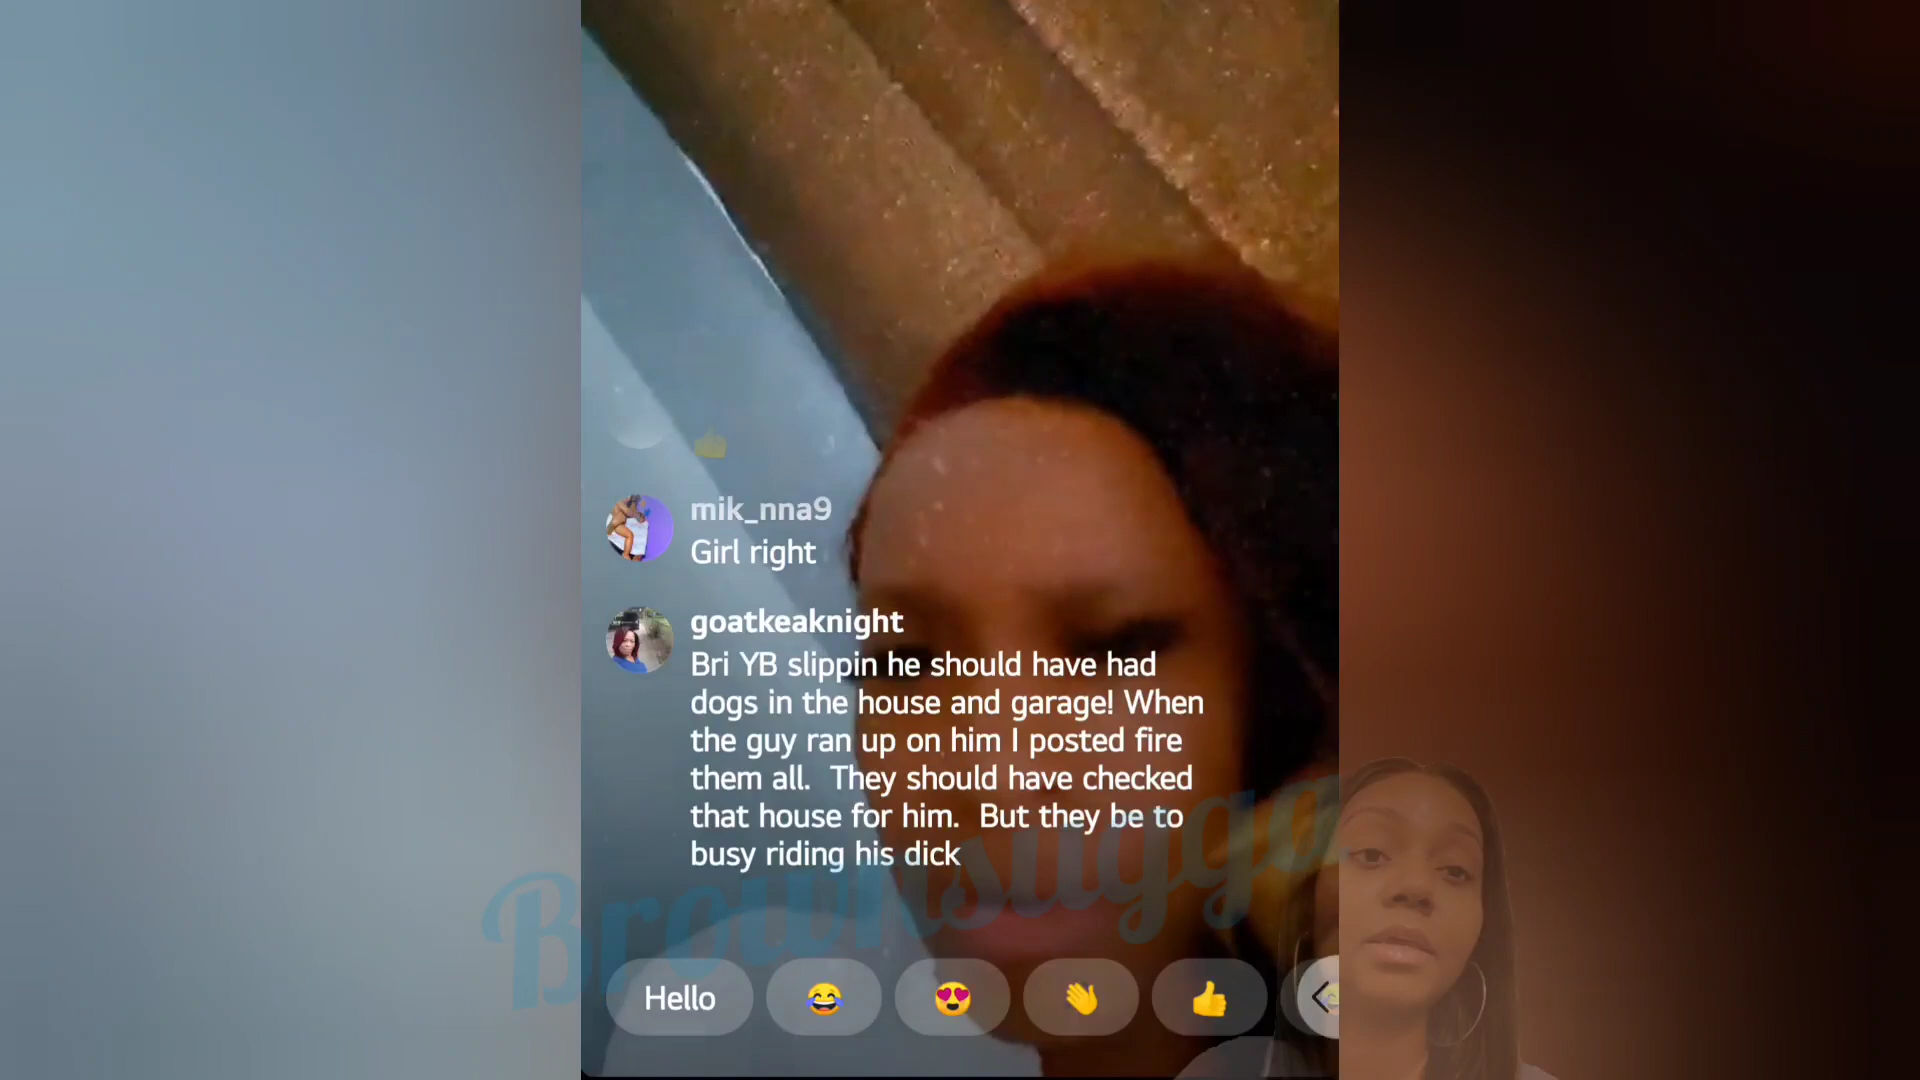 mik_nna9
Girl right
goatkeaknight
Bri YB slippin he should have had
dogs in the house and garage! When
the guy ran up on him I posted fire
them all.  They should have checked
that house for him.  But they be to
busy riding his dick
Brownsugga
Hello